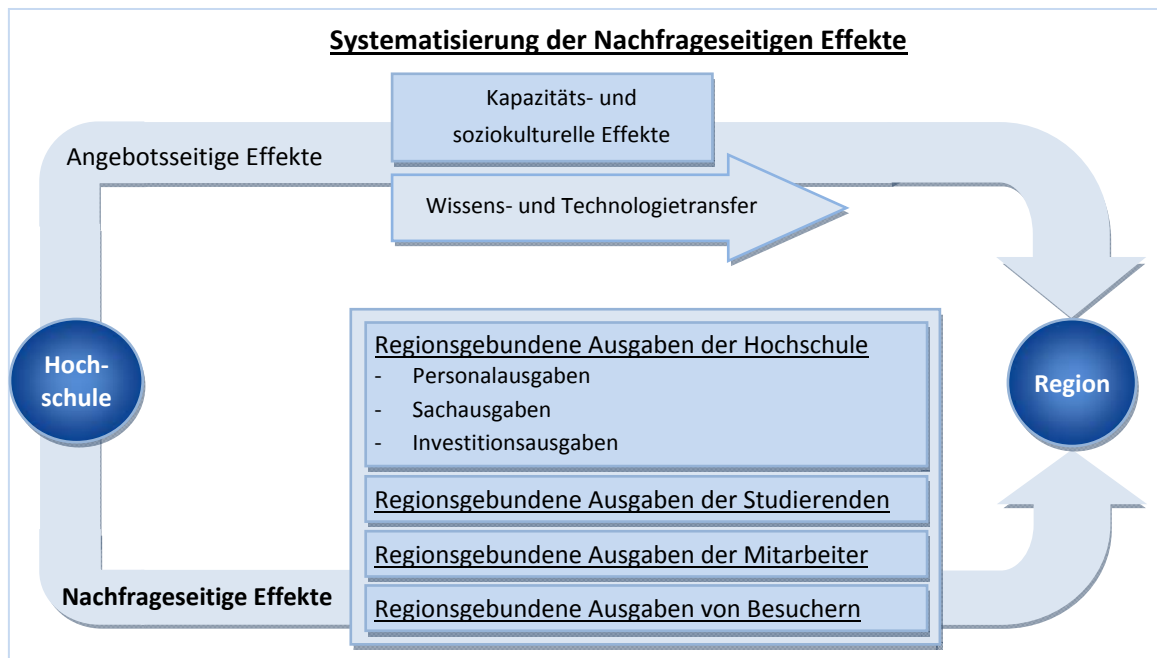 Systematisierung der Nachfrageseitigen Effekte
Kapazitäts- und
soziokulturelle Effekte
Angebotsseitige Effekte
Wissens- und Technologietransfer
Hoch-
schule
Regionsgebundene Ausgaben der Hochschule
- Personalausgaben
- Sachausgaben
- Investitionsausgaben
Regionsgebundene Ausgaben der Studierenden
Regionsgebundene Ausgaben der Mitarbeiter
Regionsgebundene Ausgaben von Besuchern
Region
Nachfrageseitige Effekte